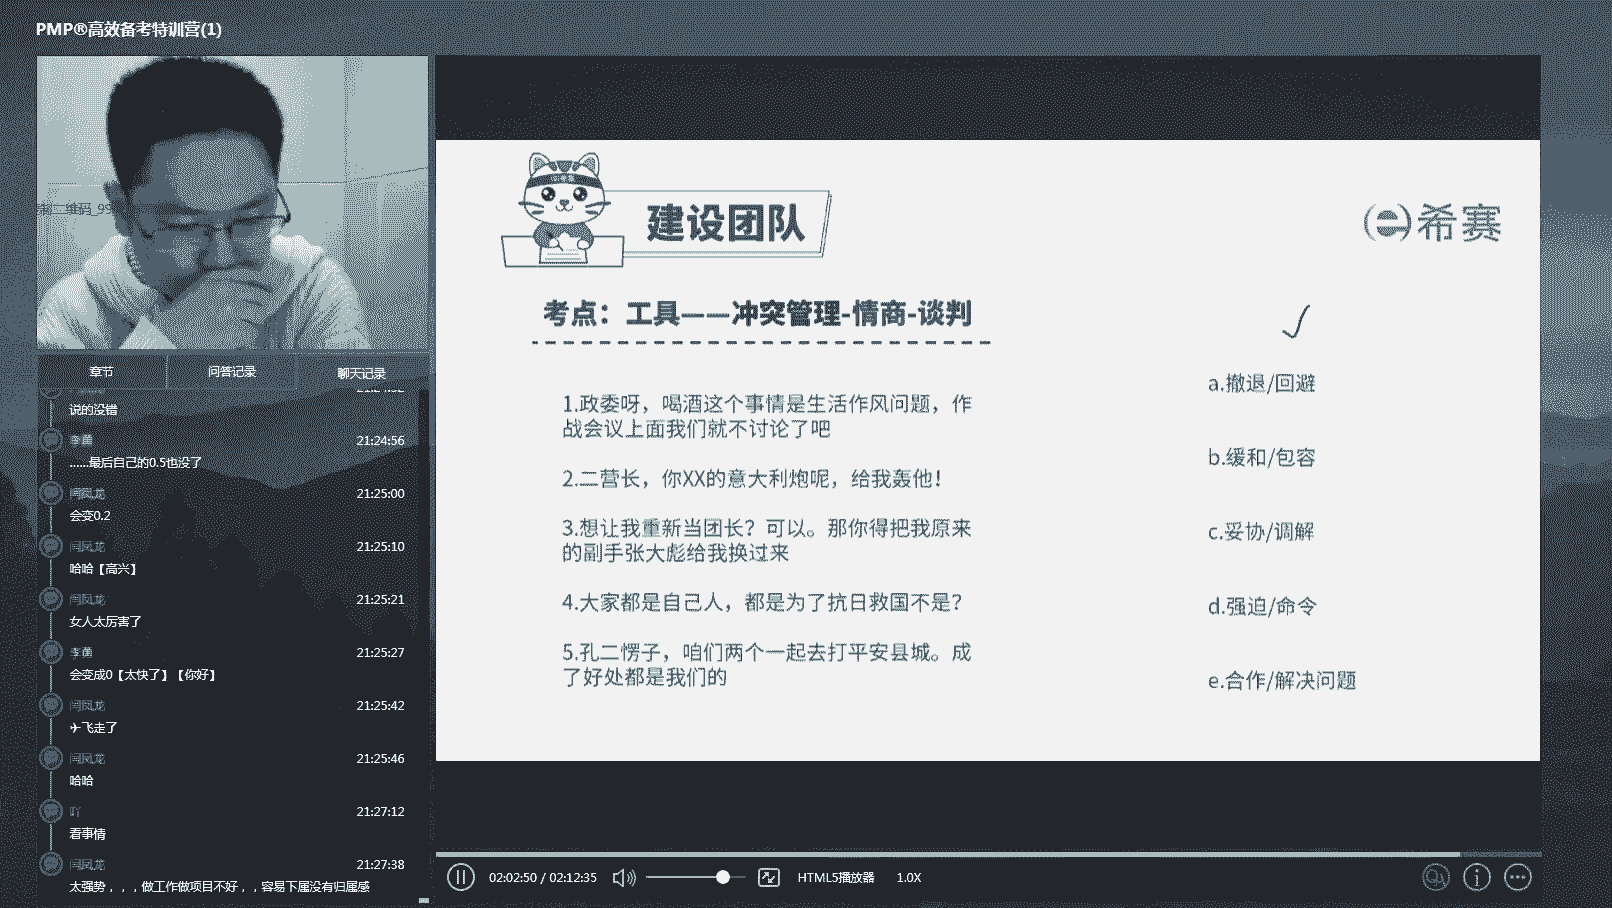 PMP®高效备考特训营(1)
章节
问答记录
聊天记录
说的没错
李菌
21:24:56
......最后自己的0.5也没了
闫凤龙
21:25:00
会变0.2
闫凤龙
21:25:10
哈哈【高兴】
闫凤龙
21:25:21
女人太厉害了
21:25:27
会变成0【太快了】【你好】
闫凤龙
21:25:42
✈飞走了
闫凤龙
21:25:46
哈哈
吖
21:27:12
看事情
闫凤龙
21:27:38
太强势，，，做工作做项目不好，，容易下属没有归属感
建设团队
希赛
考点：工具——冲突管理-情商-谈判
1.政委呀，喝酒这个事情是生活作风问题，作
战会议上面我们就不讨论了吧
2.二营长，你XX的意大利炮呢，给我轰他！
3.想让我重新当团长？可以。那你得把我原来
的副手张大彪给我换过来
4.大家都是自己人，都是为了抗日救国不是？
5.孔二愣子，咱们两个一起去打平安县城。成
了好处都是我们的
a.撤退/回避
b.缓和/包容
c.妥协/调解
d.强迫/命令
e.合作/解决问题
02:02:50 / 02:12:35
HTML5播放器
1.0X